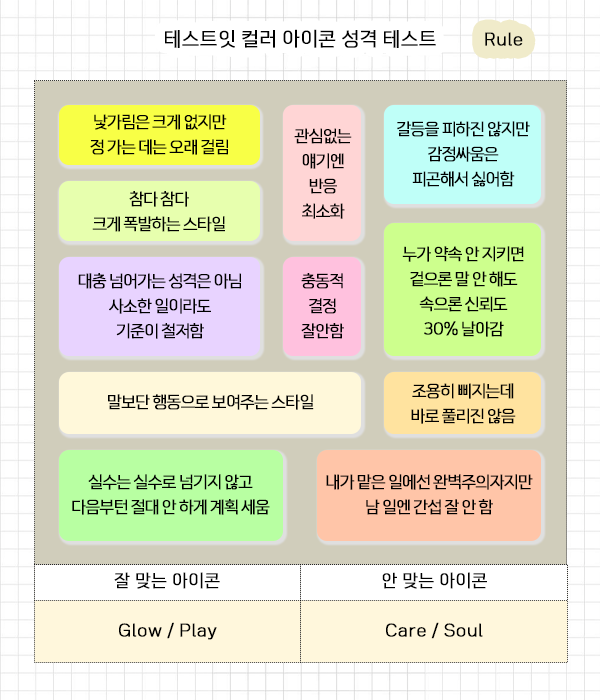 테스트잇 컬러 아이콘 성격 테스트
Rule
낯가림은 크게 없지만
정 가는 데는 오래 걸림
관심없는
얘기엔
반응
최소화
갈등을 피하진 않지만
감정싸움은
피곤해서 싫어함
참다 참다
크게 폭발하는 스타일
누가 약속 안 지키면
겉으론 말 안 해도
속으론 신뢰도
30% 날아감
대충 넘어가는 성격은 아님
사소한 일이라도
기준이 철저함
충동적
결정
잘안함
말보단 행동으로 보여주는 스타일
조용히 삐지는데
바로 풀리진 않음
실수는 실수로 넘기지 않고
다음부턴 절대 안 하게 계획 세움
내가 맡은 일에선 완벽주의자지만
남 일엔 간섭 잘 안 함
잘 맞는 아이콘
안 맞는 아이콘
Glow / Play
Care / Soul